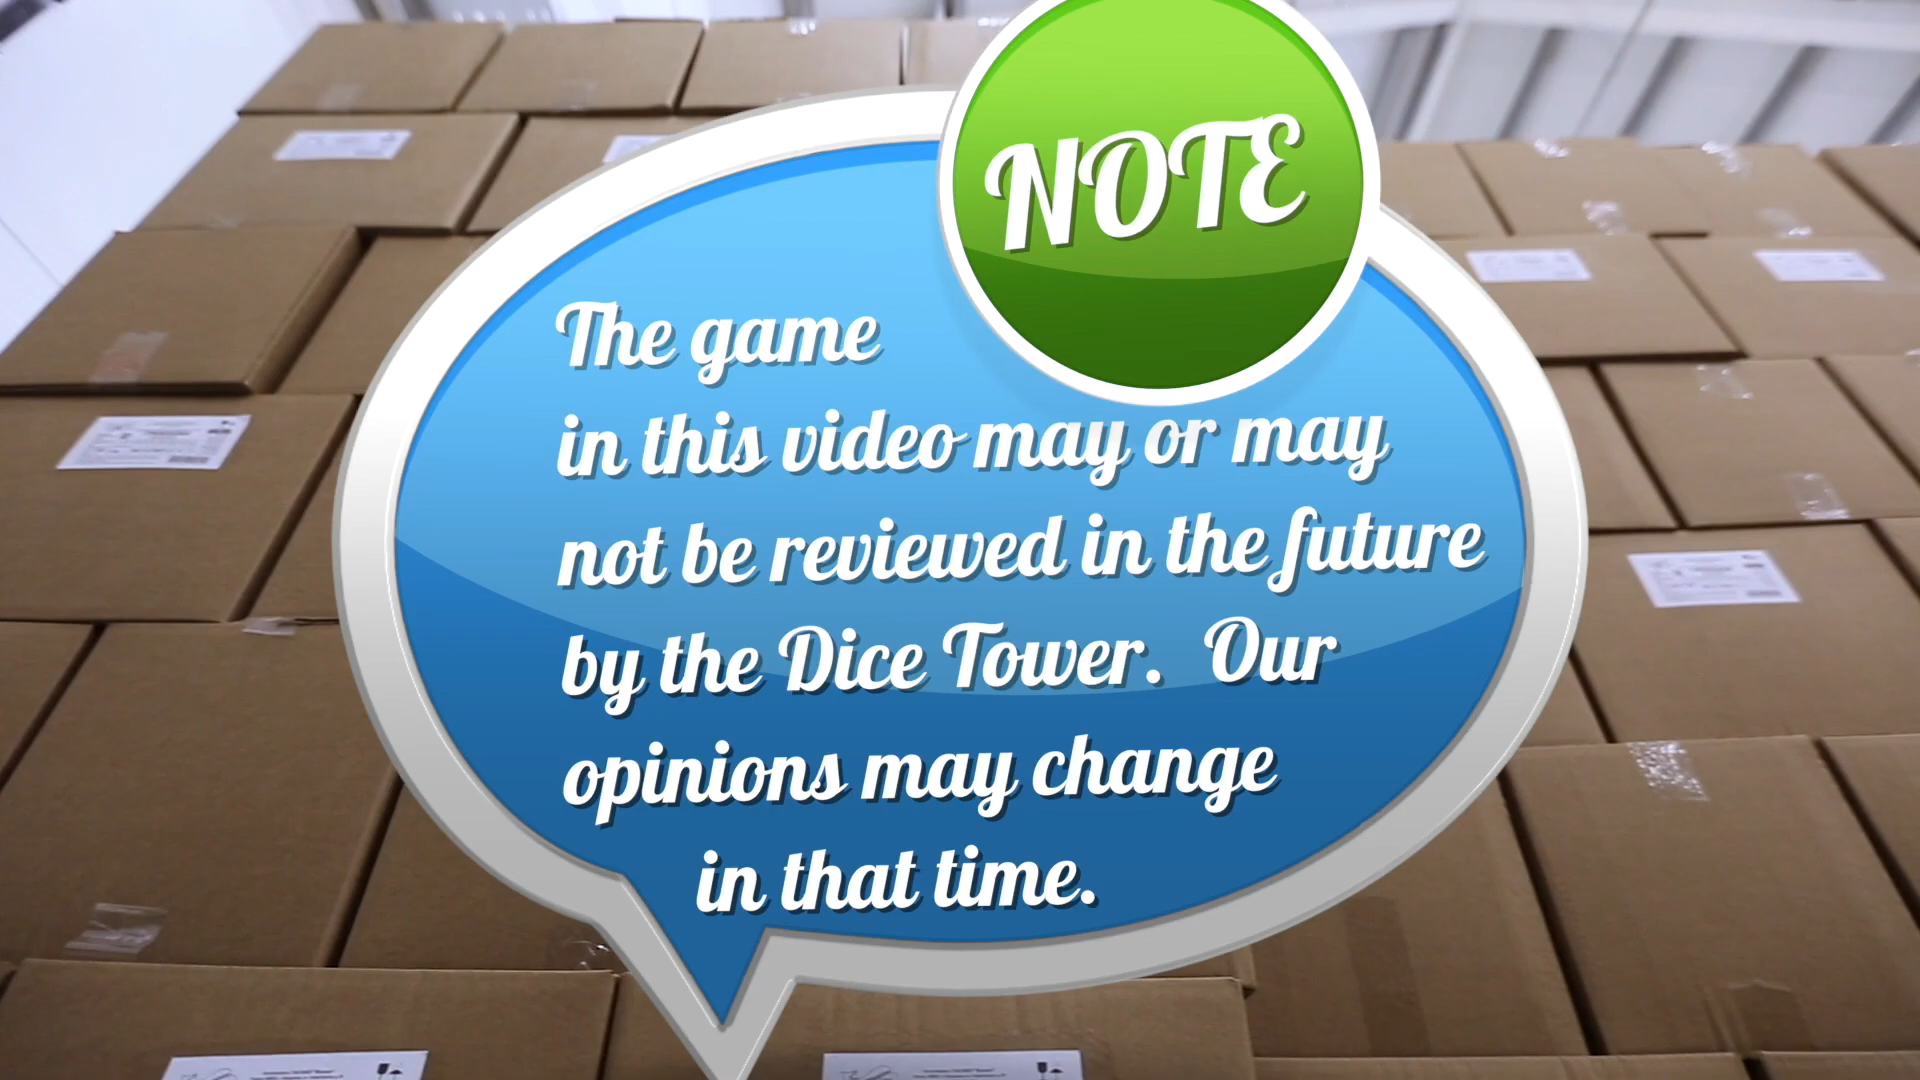 NOTE
The game
in this video may or may
not be reviewed in the future
by the Dice Tower. Our
opinions may change
in that time.